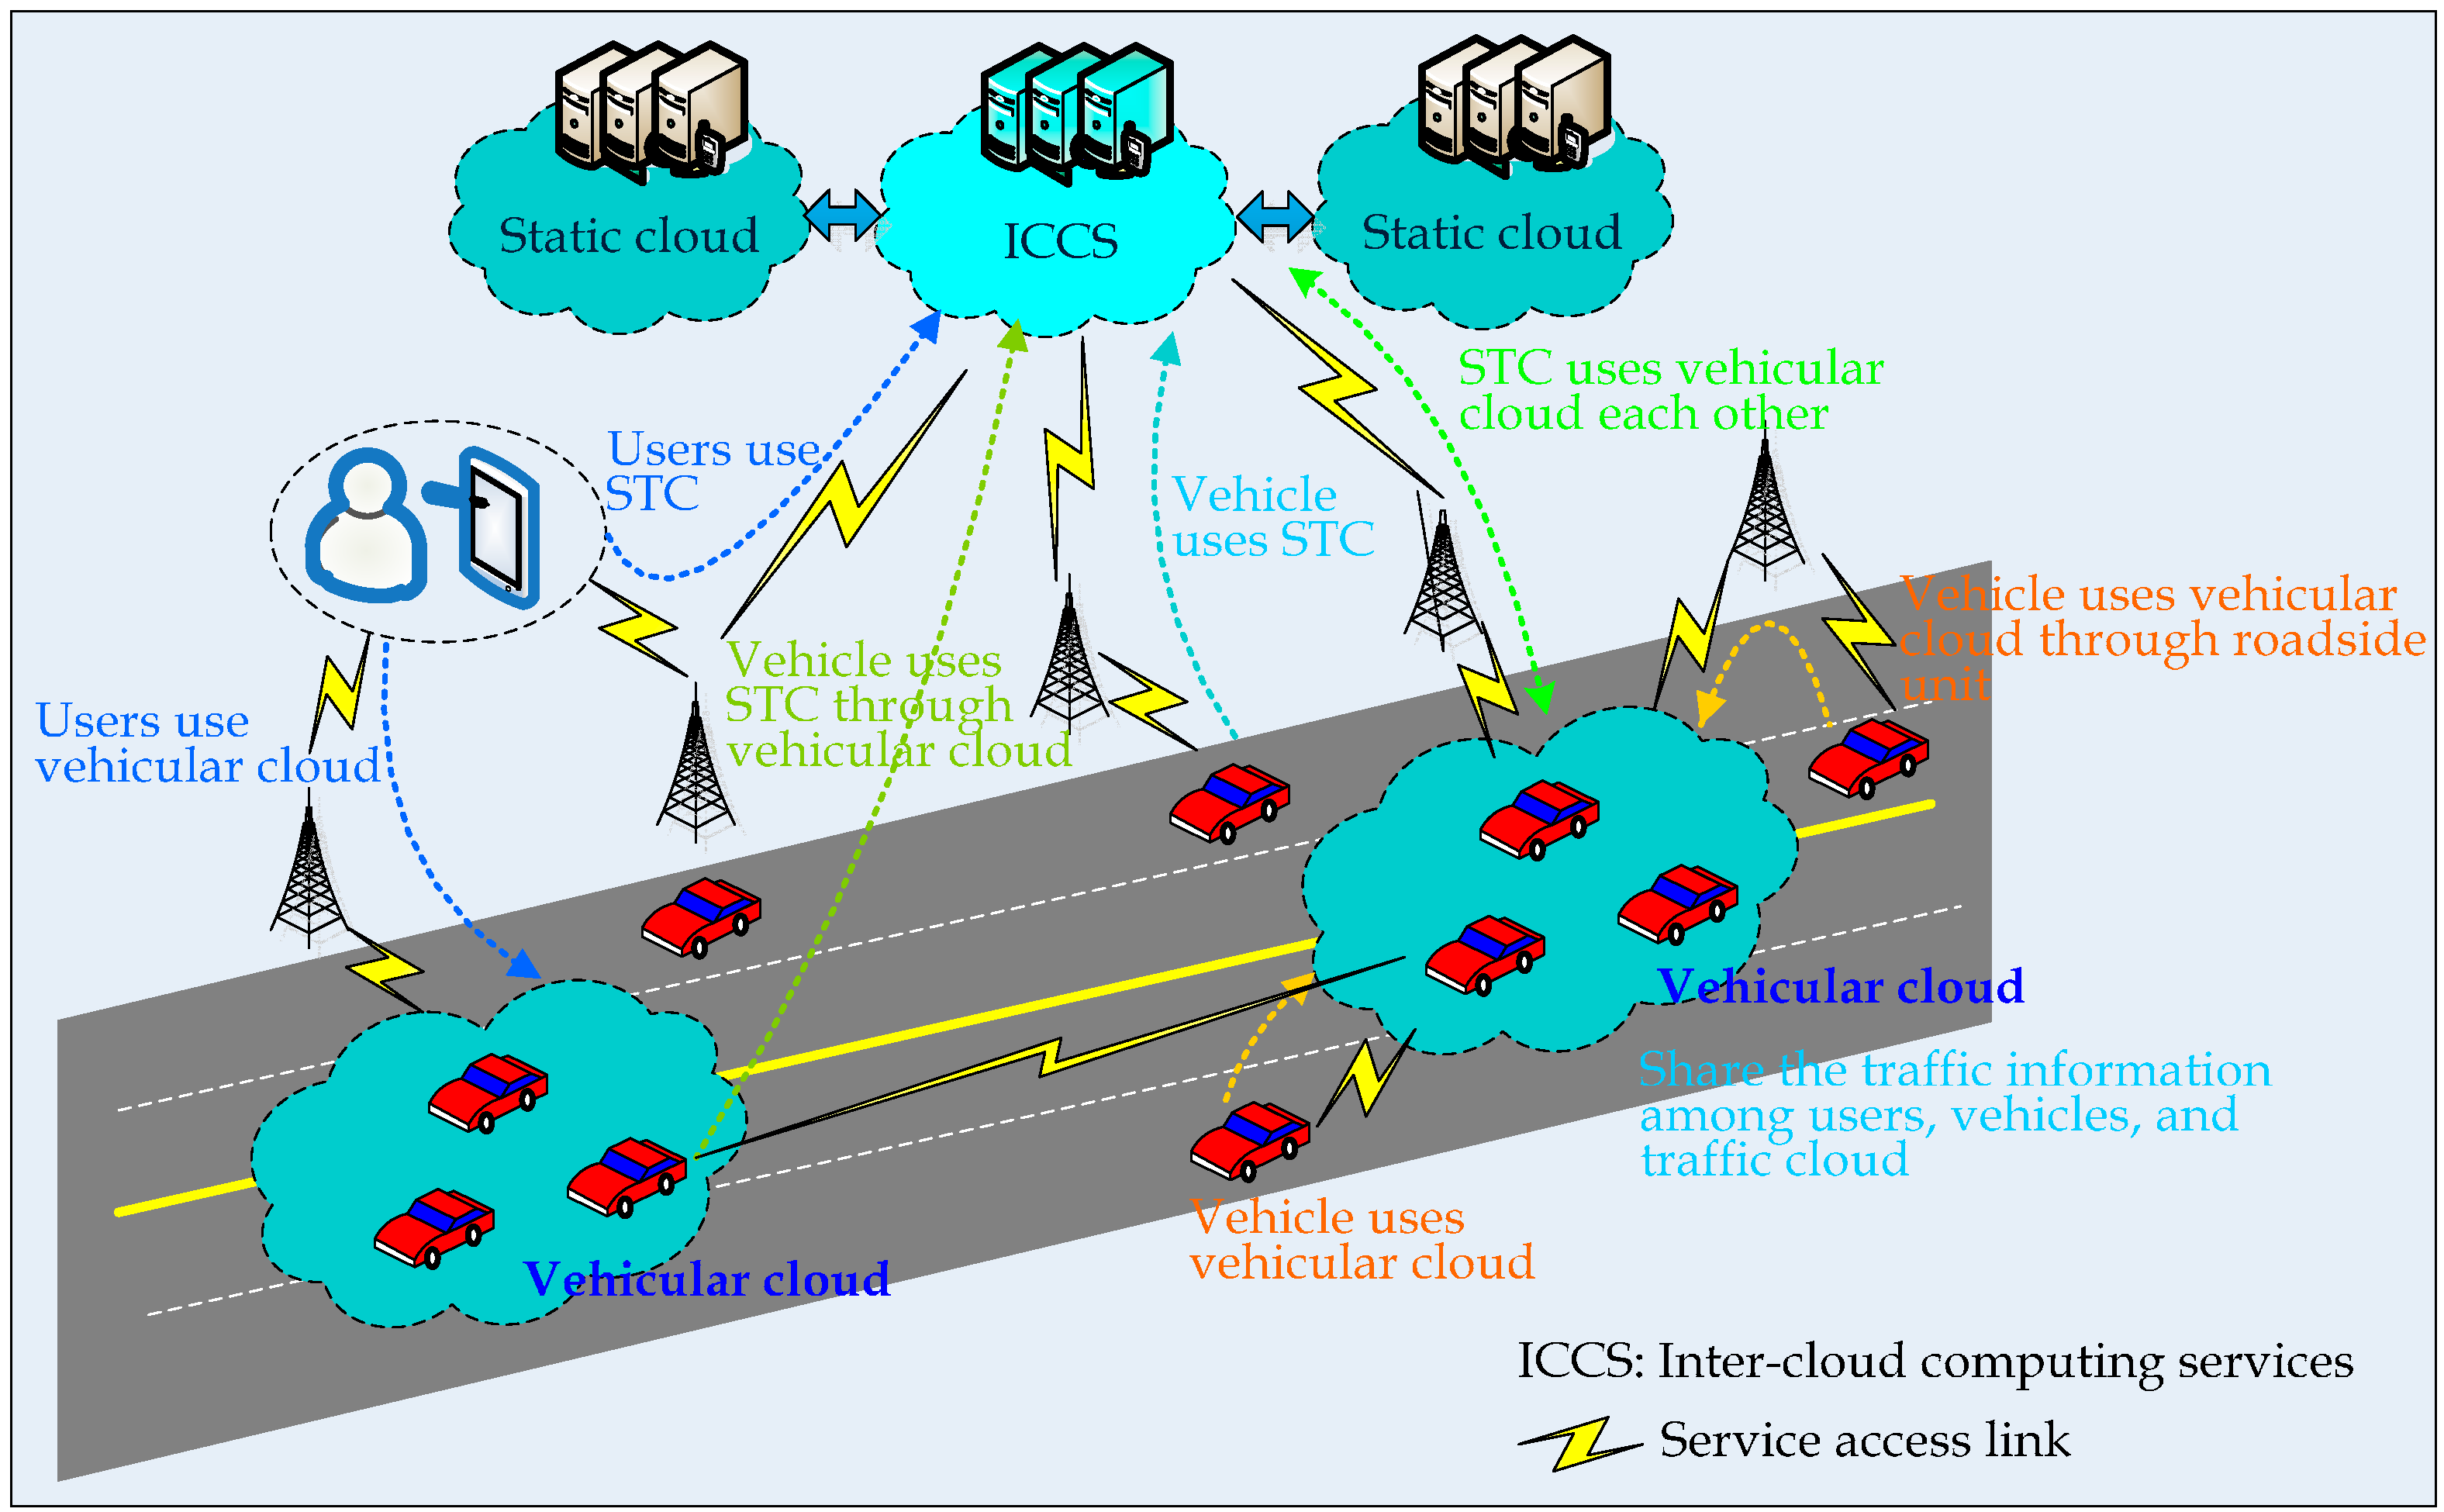 Static cloud
ICCS
Static cloud
STC uses vehicular
cloud each other
Users use
STC
Vehicle
uses STC
Vehicle uses vehicular
cloud through roadside
unit
Vehicle uses
STC through
vehicular cloud
Users use
vehicular cloud
Vehicular cloud
Share the traffic information
among users, vehicles, and
traffic cloud
Vehicle uses
vehicular cloud
Vehicular cloud
ICCS: Inter-cloud computing services
Service access link